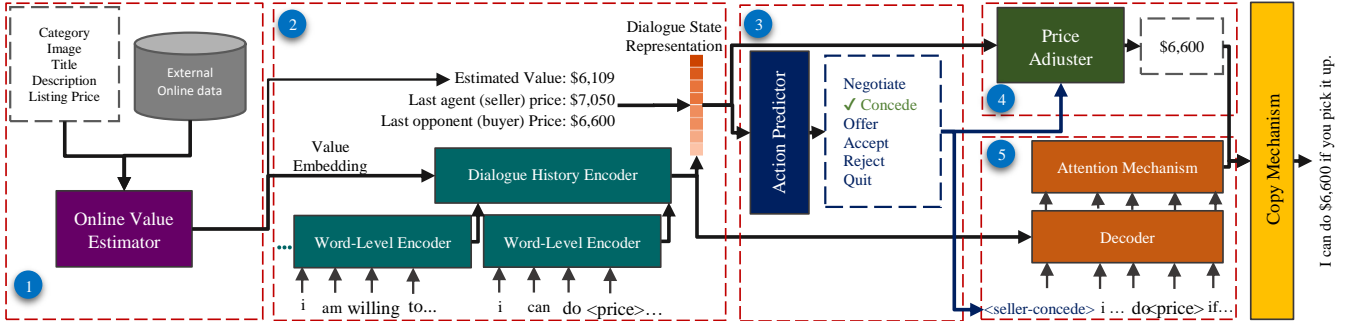 Category
Image
Title
Description
Listing Price
External
Online data
Online Value
Estimator
1
2
Dialogue State
Representation
Estimated Value: $6,109
Last agent (seller) price: $7,050
Last opponent (buyer) Price: $6,600
Value
Embedding
Dialogue History Encoder
... Word-Level Encoder
Word-Level Encoder
i am willing to...
i can do <price>...
3
Action Predictor
Negotiate
✓ Concede
Offer
Accept
Reject
Quit
4
Price
Adjuster
$6,600
5
Attention Mechanism
Decoder
<seller-concede> i ... do<price> if...
Copy Mechanism
I can do $6,600 if you pick it up.